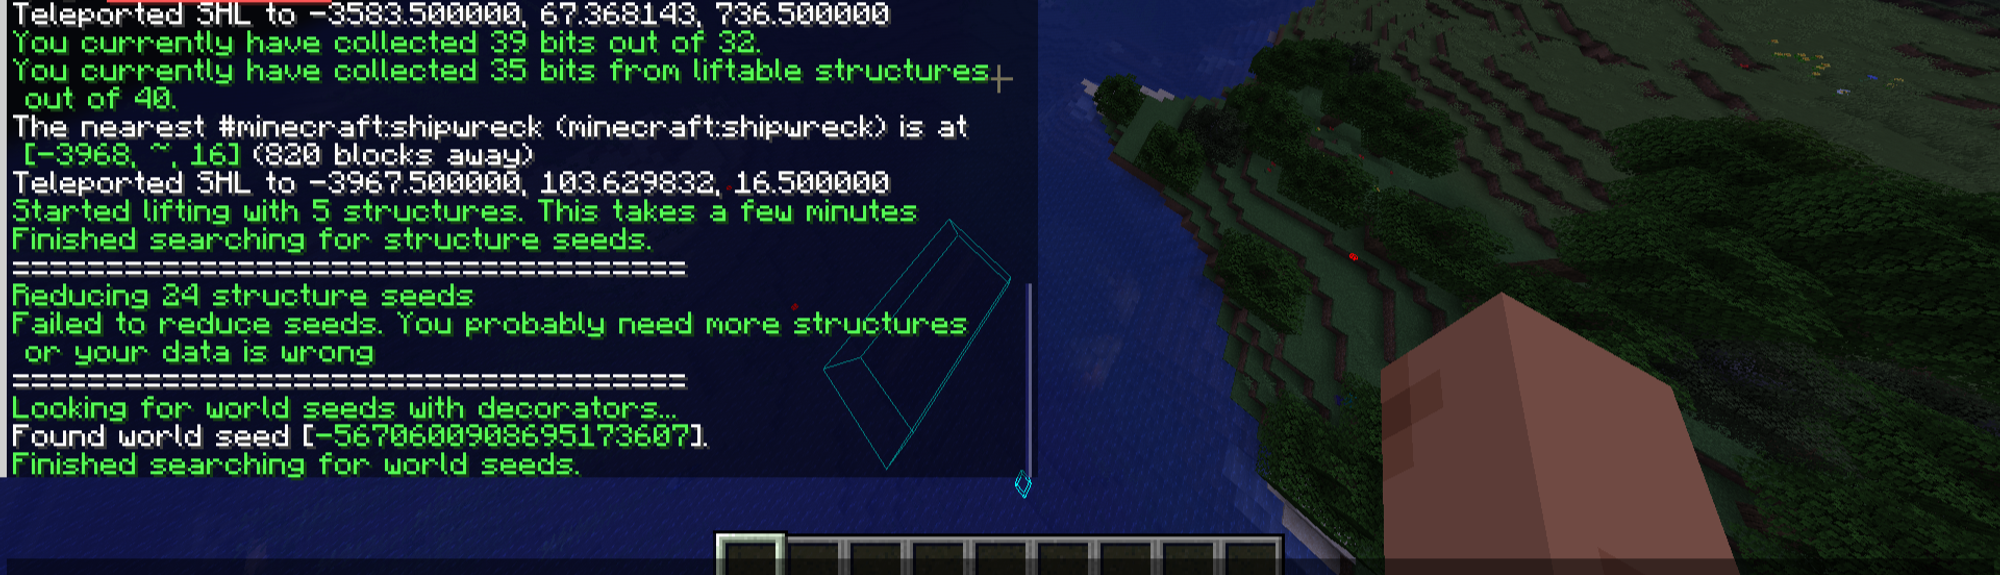 Teleported SHL to -3583.500000, 67.368143, 736.500000
You currently have collected 39 bits out of 32.
You currently have collected 35 bits from liftable structures
out of 40.
The nearest #minecraft:shipwreck (minecraft:shipwreck) is at
[-3968, ~, 16] (820 blocks away)
Teleported SHL to -3967.500000, 103.629832, 16.500000
Started lifting with 5 structures. This takes a few minutes
Finished searching for structure seeds.
====================================
Reducing 24 structure seeds
Failed to reduce seeds. You probably need more structures
or your data is wrong
====================================
Looking for world seeds with decorators...
Found world seed [-5670600908695173607].
Finished searching for world seeds.